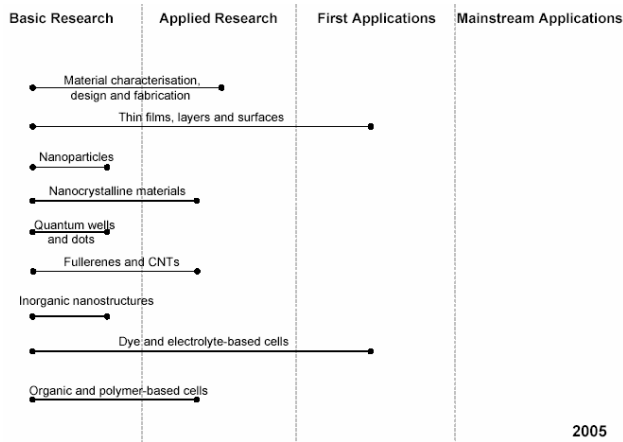 Basic Research
Applied Research
First Applications
Mainstream Applications
Material characterisation,
design and fabrication
Thin films, layers and surfaces
Nanoparticles
Nanocrystalline materials
Quantum wells
and dots
Fullerenes and CNTs
Inorganic nanostructures
Dye and electrolyte-based cells
Organic and polymer-based cells
2005